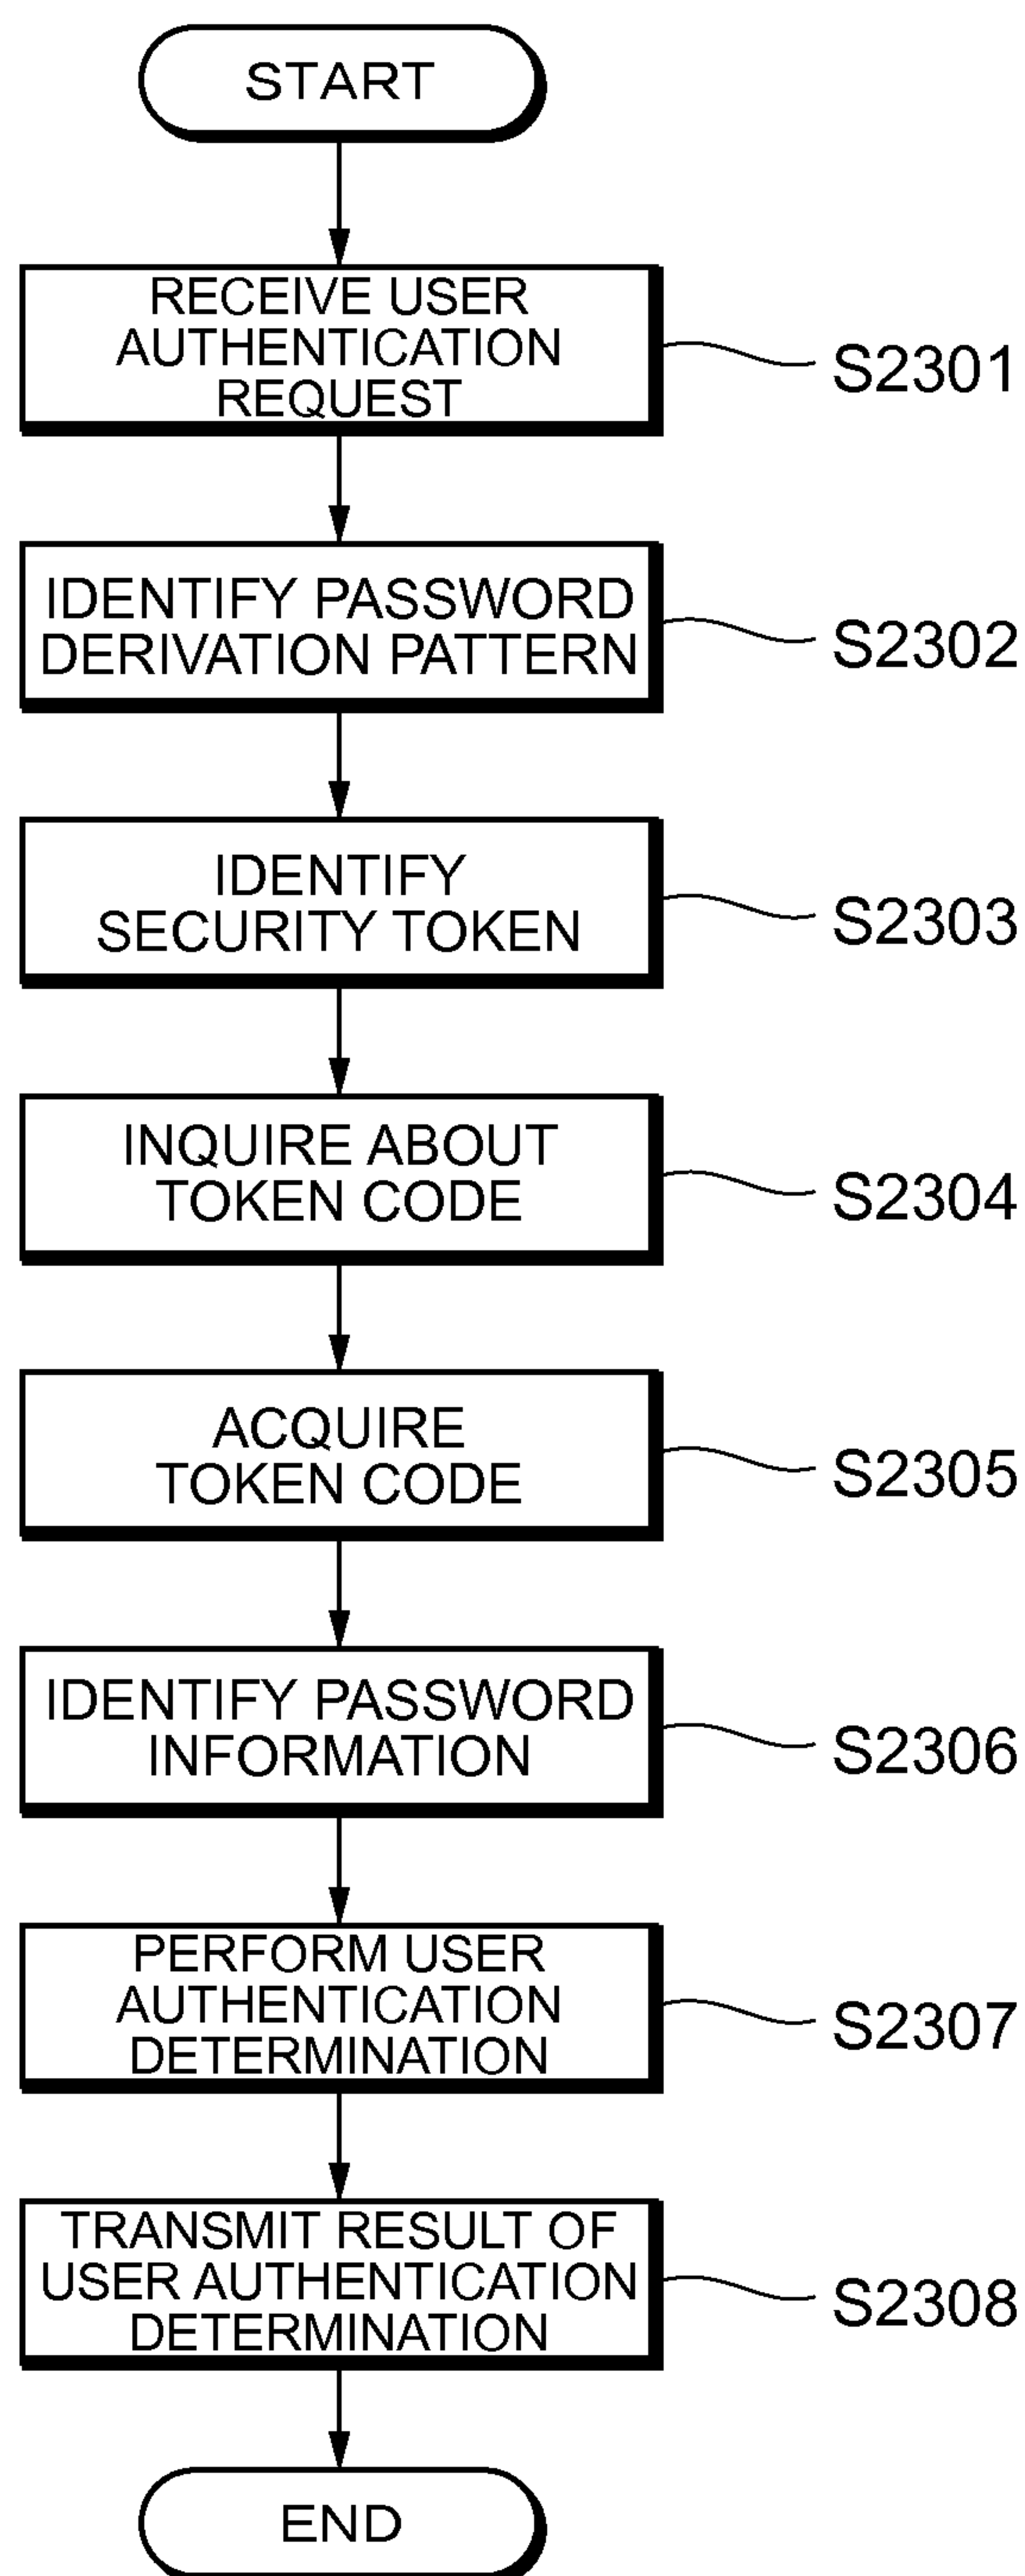 START
RECEIVE USER
AUTHENTICATION
REQUEST
S2301
IDENTIFY PASSWORD
DERIVATION PATTERN
S2302
IDENTIFY
SECURITY TOKEN
S2303
INQUIRE ABOUT
TOKEN CODE
S2304
ACQUIRE
TOKEN CODE
S2305
IDENTIFY PASSWORD
INFORMATION
S2306
PERFORM USER
AUTHENTICATION
DETERMINATION
S2307
TRANSMIT RESULT OF
USER AUTHENTICATION
DETERMINATION
S2308
END